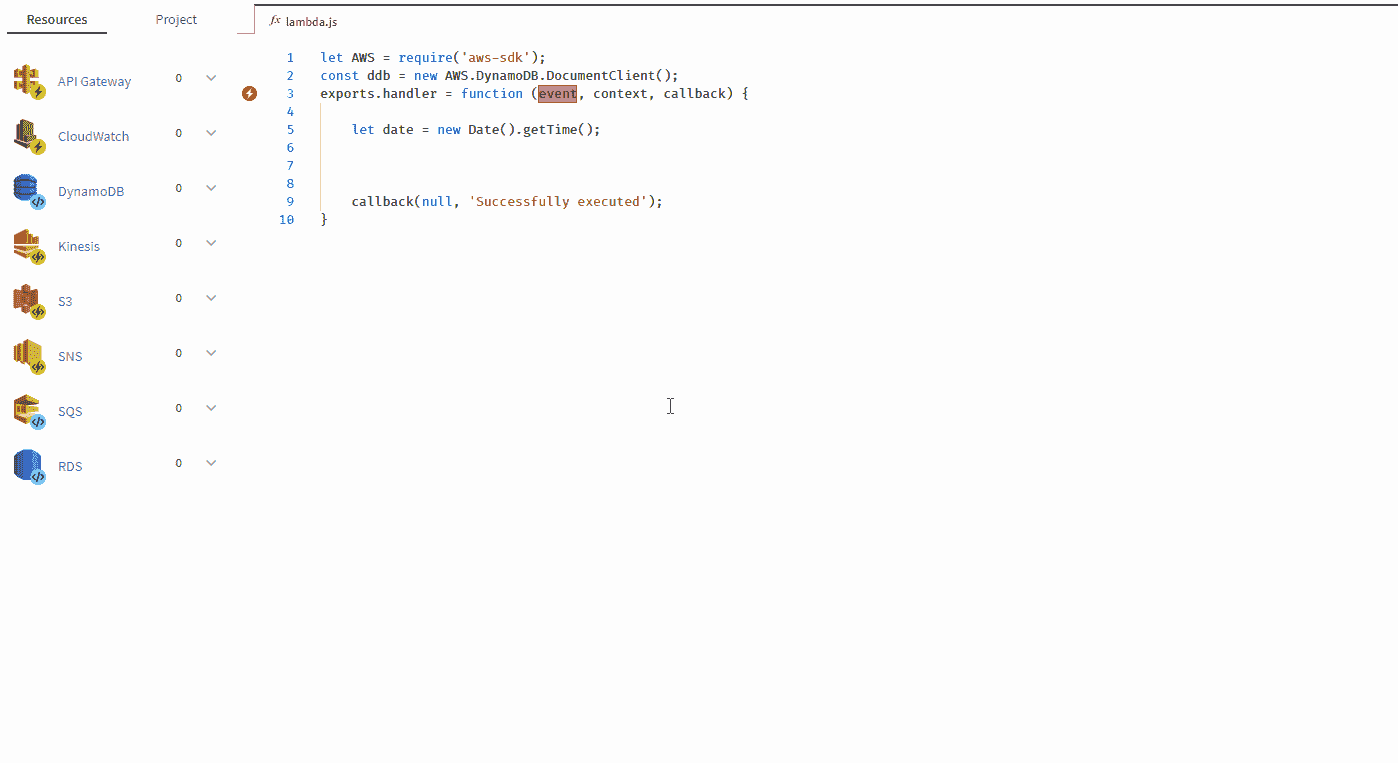 Resources Project
fx lambda.js
API Gateway 0
CloudWatch 0
DynamoDB 0
Kinesis 0
S3 0
SNS 0
SQS 0
RDS 0
1 let AWS = require('aws-sdk');
2 const ddb = new AWS.DynamoDB.DocumentClient();
3 exports.handler = function (event, context, callback) {
4
5 let date = new Date().getTime();
6
7
8
9 callback(null, 'Successfully executed');
10 }